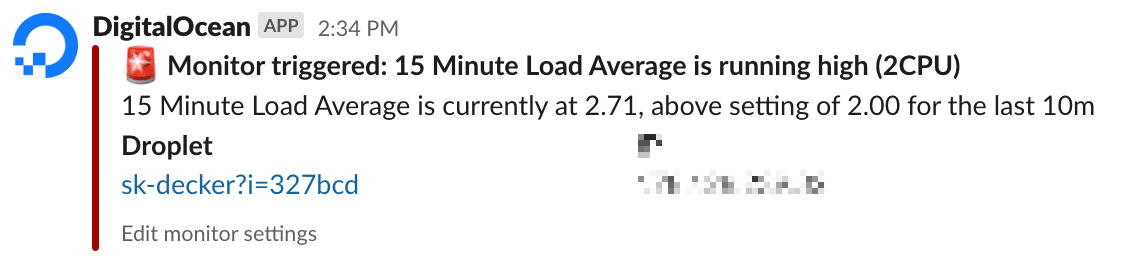 DigitalOcean APP 2:34 PM
🚨 Monitor triggered: 15 Minute Load Average is running high (2CPU)
15 Minute Load Average is currently at 2.71, above setting of 2.00 for the last 10m
Droplet
sk-decker?i=327bcd
Edit monitor settings